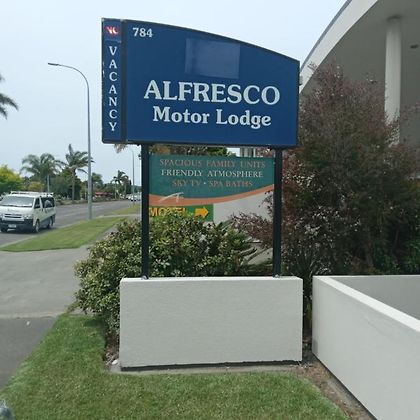 784
VACANCY
ALFRESCO
Motor Lodge
SPACIOUS FAMILY UNITS
FRIENDLY ATMOSPHERE
SKY TV • SPA BATHS
MOTEL